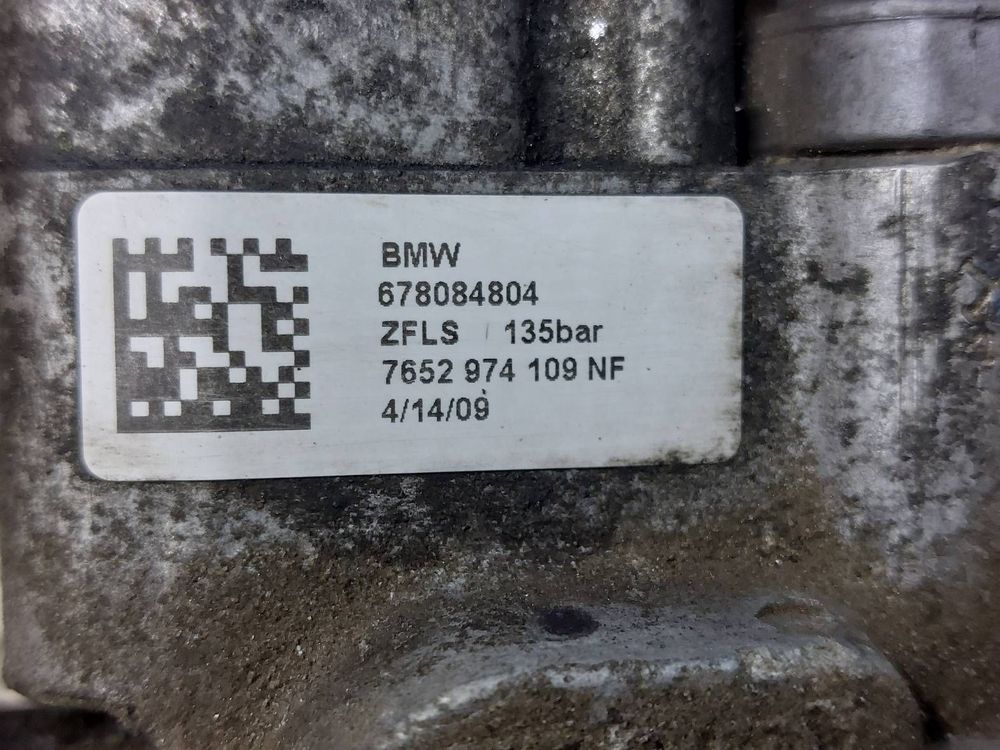 BMW
678084804
ZFLS 135bar
7652 974 109 NF
4/14/09